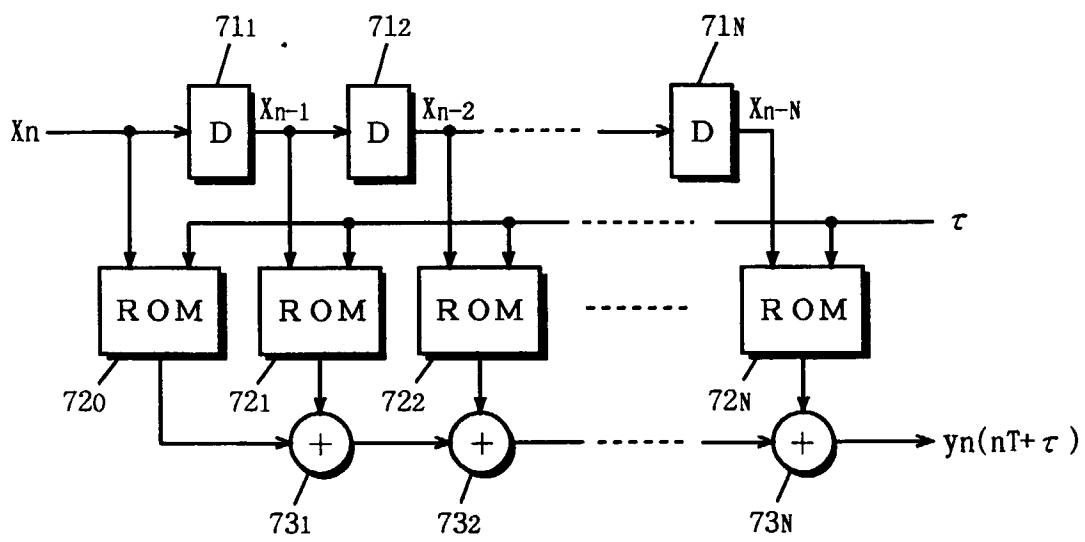 711 712 71N
Xn D Xn-1 D Xn-2 D Xn-N
τ
ROM ROM ROM ROM
720 721 722 72N
+ + + yn(nT+τ)
731 732 73N